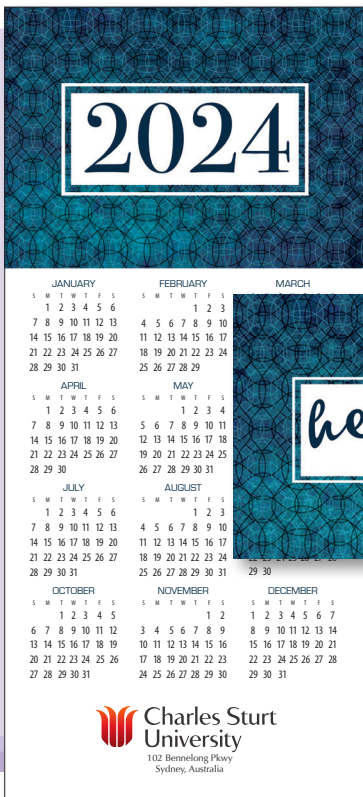 2024
JANUARY
S M T W T F S
1 2 3 4 5 6
7 8 9 10 11 12 13
14 15 16 17 18 19 20
21 22 23 24 25 26 27
28 29 30 31
FEBRUARY
S M T W T F S
1 2 3
4 5 6 7 8 9 10
11 12 13 14 15 16 17
18 19 20 21 22 23 24
25 26 27 28 29
MARCH
he
APRIL
S M T W T F S
1 2 3 4 5 6
7 8 9 10 11 12 13
14 15 16 17 18 19 20
21 22 23 24 25 26 27
28 29 30
MAY
S M T W T F S
1 2 3 4
5 6 7 8 9 10 11
12 13 14 15 16 17 18
19 20 21 22 23 24 25
26 27 28 29 30 31
JULY
S M T W T F S
1 2 3 4 5 6
7 8 9 10 11 12 13
14 15 16 17 18 19 20
21 22 23 24 25 26 27
28 29 30 31
AUGUST
S M T W T F S
1 2 3
4 5 6 7 8 9 10
11 12 13 14 15 16 17
18 19 20 21 22 23 24
25 26 27 28 29 30 31
29 30
OCTOBER
S M T W T F S
1 2 3 4 5
6 7 8 9 10 11 12
13 14 15 16 17 18 19
20 21 22 23 24 25 26
27 28 29 30 31
NOVEMBER
S M T W T F S
1 2
3 4 5 6 7 8 9
10 11 12 13 14 15 16
17 18 19 20 21 22 23
24 25 26 27 28 29 30
DECEMBER
S M T W T F S
1 2 3 4 5 6 7
8 9 10 11 12 13 14
15 16 17 18 19 20 21
22 23 24 25 26 27 28
29 30 31
Charles Sturt
University
102 Bennelong Pkwy
Sydney, Australia